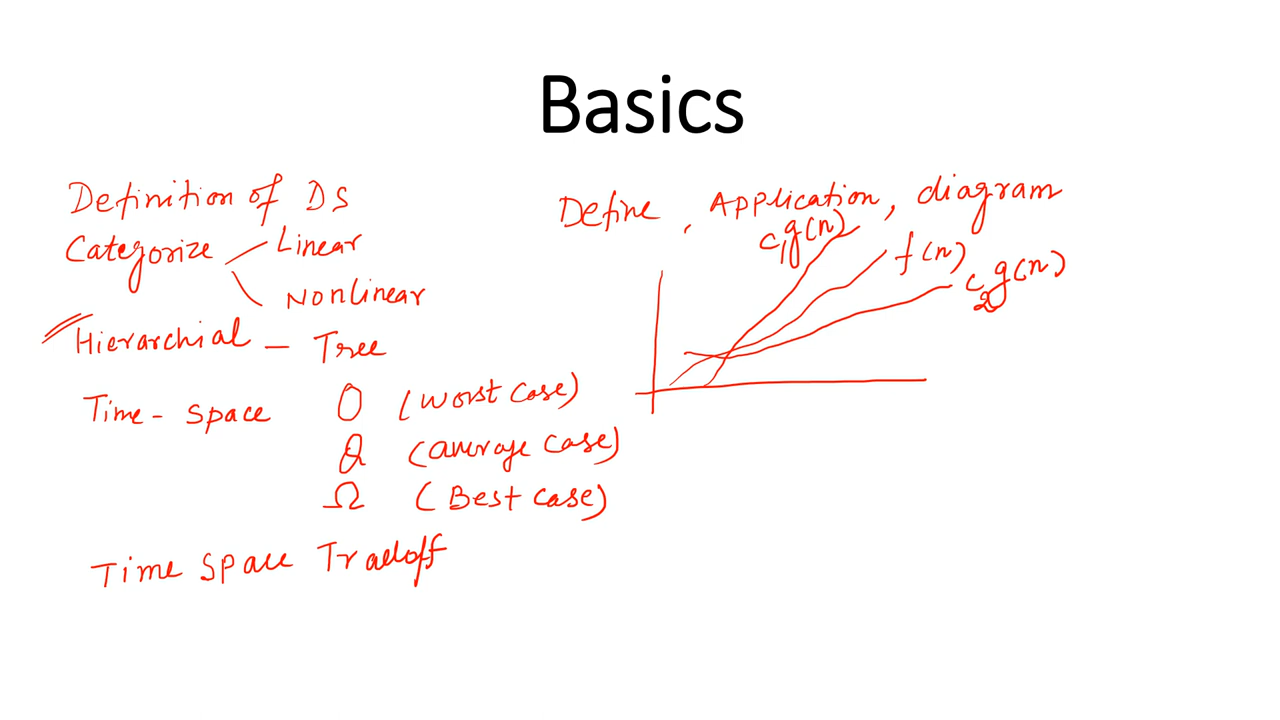 Basics
Definition of DS
Categorize Linear
Nonlinear
Hierarchial - Tree
Time - Space O (Worst Case)
θ (average case)
Ω (Best case)
Time Space Tradoff
Define, Application, diagram
c1g(n)
f(n)
c2g(n)